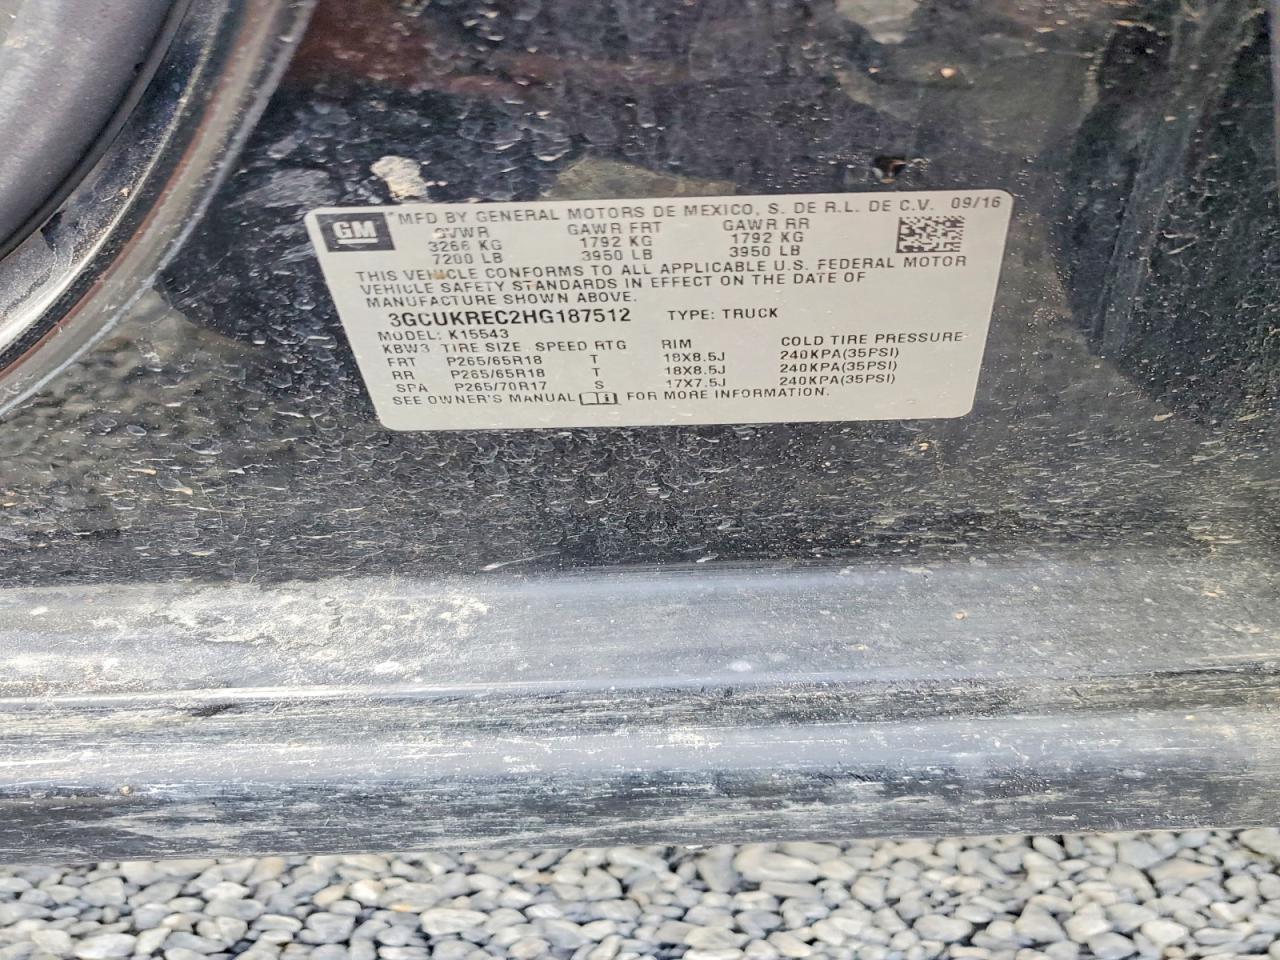 GM MFD BY GENERAL MOTORS DE MEXICO, S. DE R.L. DE C.V. 09/16
GVWR GAWR FRT GAWR RR
3266 KG 1792 KG 1792 KG
7200 LB 3950 LB 3950 LB
THIS VEHICLE CONFORMS TO ALL APPLICABLE U.S. FEDERAL MOTOR
VEHICLE SAFETY STANDARDS IN EFFECT ON THE DATE OF
MANUFACTURE SHOWN ABOVE.
3GCUKREC2HG187512 TYPE: TRUCK
MODEL: K15543
KBW3 TIRE SIZE SPEED RTG RIM COLD TIRE PRESSURE
FRT P265/65R18 T 18X8.5J 240KPA(35PSI)
RR P265/65R18 T 18X8.5J 240KPA(35PSI)
SPA P265/70R17 S 17X7.5J 240KPA(35PSI)
SEE OWNER'S MANUAL FOR MORE INFORMATION.